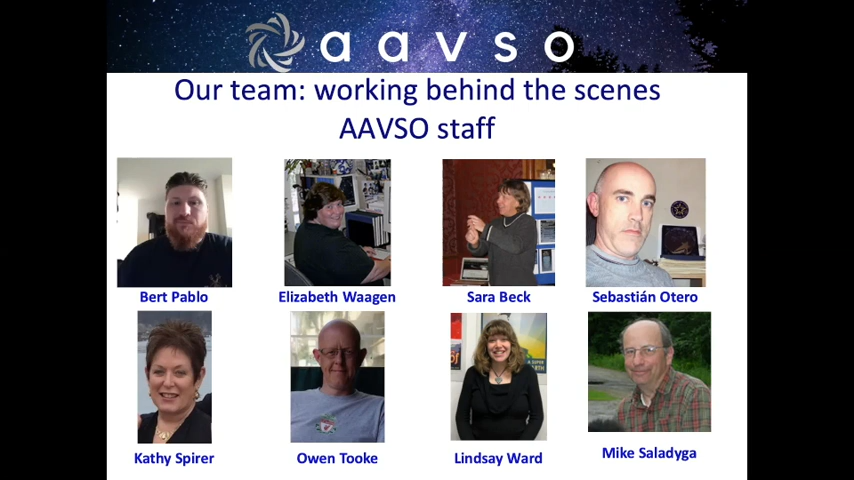 aavso
Our team: working behind the scenes
AAVSO staff
Bert Pablo
Elizabeth Waagen
Sara Beck
Sebastián Otero
Kathy Spirer
Owen Tooke
Lindsay Ward
Mike Saladyga